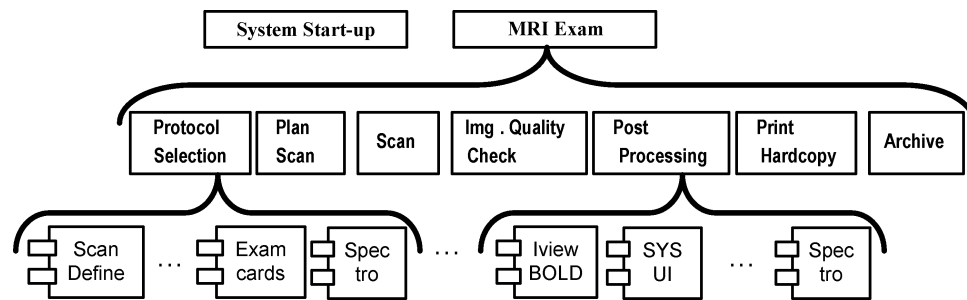 System Start-up
MRI Exam
Protocol
Selection
Plan
Scan
Scan
Img . Quality
Check
Post
Processing
Print
Hardcopy
Archive
Scan
Define
...
Exam
cards
Spec
tro
...
Iview
BOLD
SYS
UI
...
Spec
tro